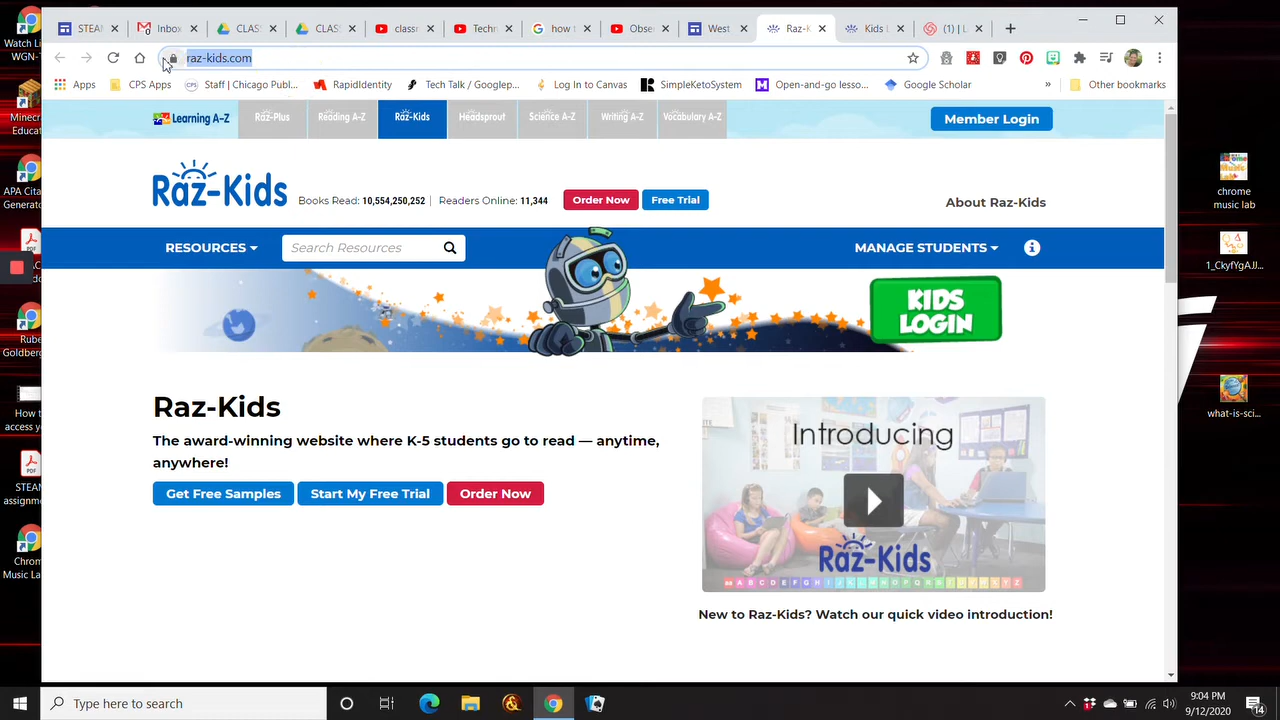 STEAM
Inbox
CLAS
CLAS
classr
Techn
how t
Obse
West
Raz-K
Kids L
(1) | L
raz-kids.com
Apps
CPS Apps
Staff | Chicago Publ...
RapidIdentity
Tech Talk / Googlep...
Log In to Canvas
SimpleKetoSystem
Open-and-go lesso...
Google Scholar
»
Other bookmarks
Learning A-Z
Raz-Plus
Reading A-Z
Raz-Kids
Headsprout
Science A-Z
Writing A-Z
Vocabulary A-Z
Member Login
Raz-Kids
Books Read: 10,554,250,252 | Readers Online: 11,344
Order Now
Free Trial
About Raz-Kids
RESOURCES
Search Resources
MANAGE STUDENTS
KIDS
LOGIN
Raz-Kids
The award-winning website where K-5 students go to read — anytime,
anywhere!
Get Free Samples
Start My Free Trial
Order Now
Introducing
Raz-Kids
aa A B C D E F G H I J K L M N O P Q R S T U V W X Y Z
New to Raz-Kids? Watch our quick video introduction!
Watch Li
WGN-T
Minec
Educat
APA Cita
Generato
PDF
Rube
Goldberg
How t
access y
PDF
STEA
assignm
Chrom
Music La
chrome
music lab
1_CkyfYgAJJ...
what-is-sci...
Type here to search
9:04 PM
9/12/2020
14